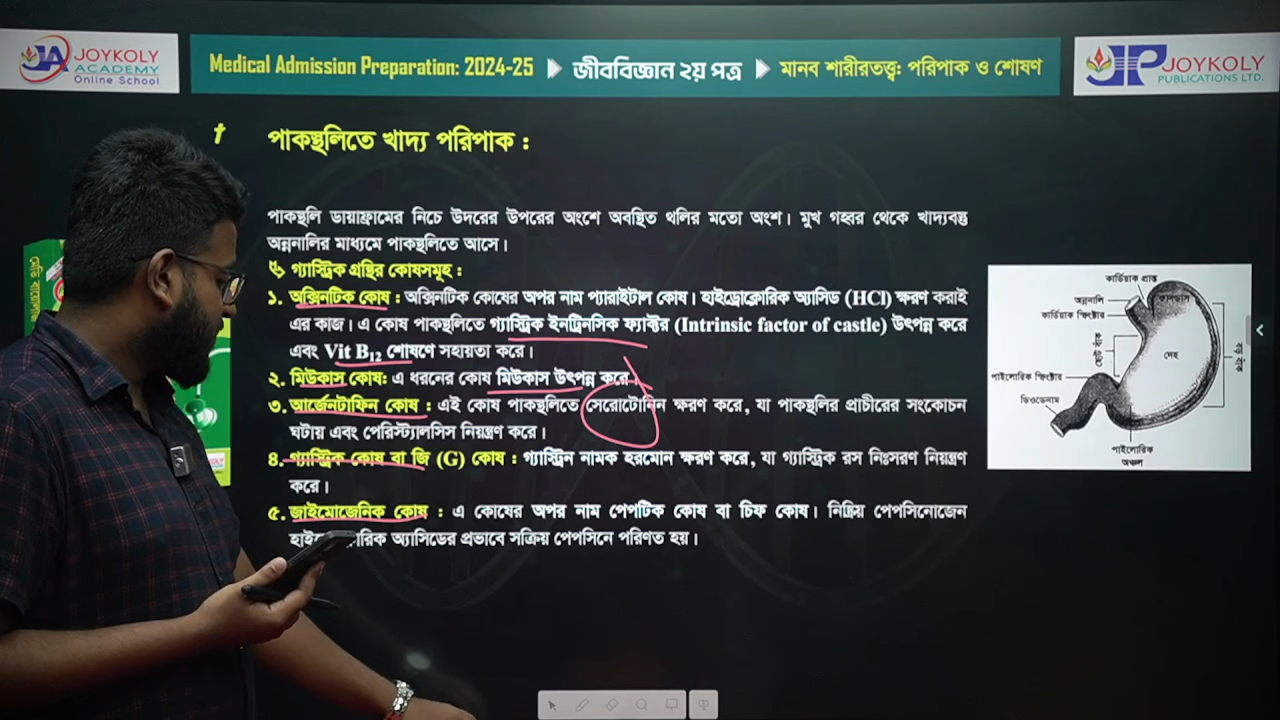 JOYKOLY
ACADEMY
Online School
Medical Admission Preparation: 2024-25
জীববিজ্ঞান ২য় পত্র
মানব শারীরতত্ত্ব: পরিপাক ও শোষণ
JOYKOLY
PUBLICATIONS LTD.
পাকস্থলিতে খাদ্য পরিপাক :
পাকস্থলি ডায়াফ্রামের নিচে উদরের উপরের অংশে অবস্থিত থলির মতো অংশ। মুখ গহ্বর থেকে খাদ্যবস্তু
অন্ননালির মাধ্যমে পাকস্থলিতে আসে।
গ্যাস্ট্রিক গ্রন্থির কোষসমূহ :
১. অক্সিনটিক কোষ : অক্সিনটিক কোষের অপর নাম প্যারাইটাল কোষ। হাইড্রোক্লোরিক অ্যাসিড (HCl) ক্ষরণ করাই
এর কাজ। এ কোষ পাকস্থলিতে গ্যাস্ট্রিক ইনট্রিনসিক ফ্যাক্টর (Intrinsic factor of castle) উৎপন্ন করে
এবং Vit B12 শোষণে সহায়তা করে।
২. মিউকাস কোষ: এ ধরনের কোষ মিউকাস উৎপন্ন করে।
৩. আর্জেনটাফিন কোষ : এই কোষ পাকস্থলিতে সেরোটোনিন ক্ষরণ করে, যা পাকস্থলির প্রাচীরের সংকোচন
ঘটায় এবং পেরিস্ট্যালসিস নিয়ন্ত্রণ করে।
৪. গ্যাস্ট্রিক কোষ বা জি (G) কোষ : গ্যাস্ট্রিন নামক হরমোন ক্ষরণ করে, যা গ্যাস্ট্রিক রস নিঃসরণ নিয়ন্ত্রণ
করে।
৫. জাইমোজেনিক কোষ : এ কোষের অপর নাম পেপটিক কোষ বা চিফ কোষ। নিষ্ক্রিয় পেপসিনোজেন
অ্যাসিডের প্রভাবে সক্রিয় পেপসিনে পরিণত হয়।
কার্ডিয়াক প্রান্ত
অন্ননালি
কার্ডিয়াক স্ফিংক্টার
ছোট বাঁক
দেহ
বড় বাঁক
পাইলোরিক স্ফিংক্টার
ডিওডেনাম
পাইলোরিক
অঞ্চল